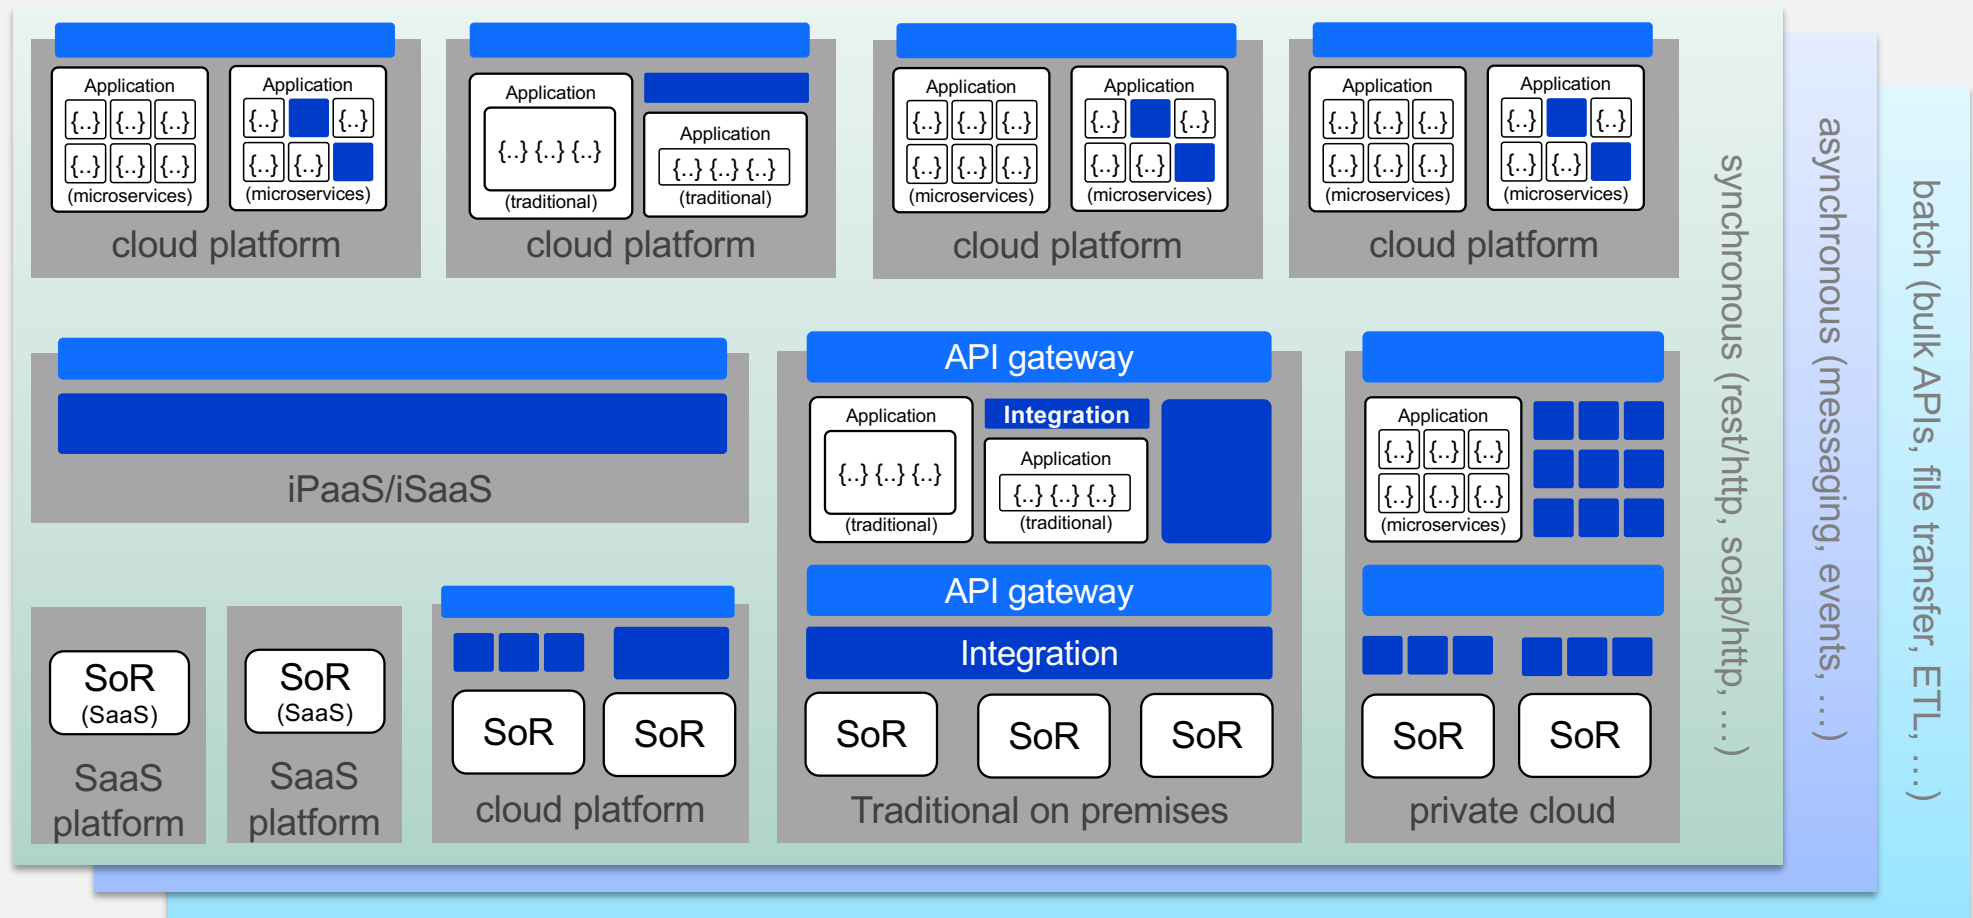 Application
{..} {..} {..}
{..} {..} {..}
(microservices)
Application
{..} {..}
{..} {..}
(microservices)
cloud platform
Application
{..} {..} {..}
(traditional)
Application
{..} {..} {..}
(traditional)
cloud platform
Application
{..} {..} {..}
{..} {..} {..}
(microservices)
Application
{..} {..}
{..} {..}
(microservices)
cloud platform
Application
{..} {..} {..}
{..} {..} {..}
(microservices)
Application
{..} {..}
{..} {..}
(microservices)
cloud platform
iPaaS/iSaaS
API gateway
Application
{..} {..} {..}
(traditional)
Integration
Application
{..} {..} {..}
(traditional)
API gateway
Integration
SoR
SoR
SoR
Traditional on premises
Application
{..} {..} {..}
{..} {..} {..}
(microservices)
SoR
SoR
private cloud
SoR
(SaaS)
SaaS
platform
SoR
(SaaS)
SaaS
platform
SoR
SoR
cloud platform
synchronous (rest/http, soap/http, ...)
asynchronous (messaging, events, ...)
batch (bulk APIs, file transfer, ETL, ...)